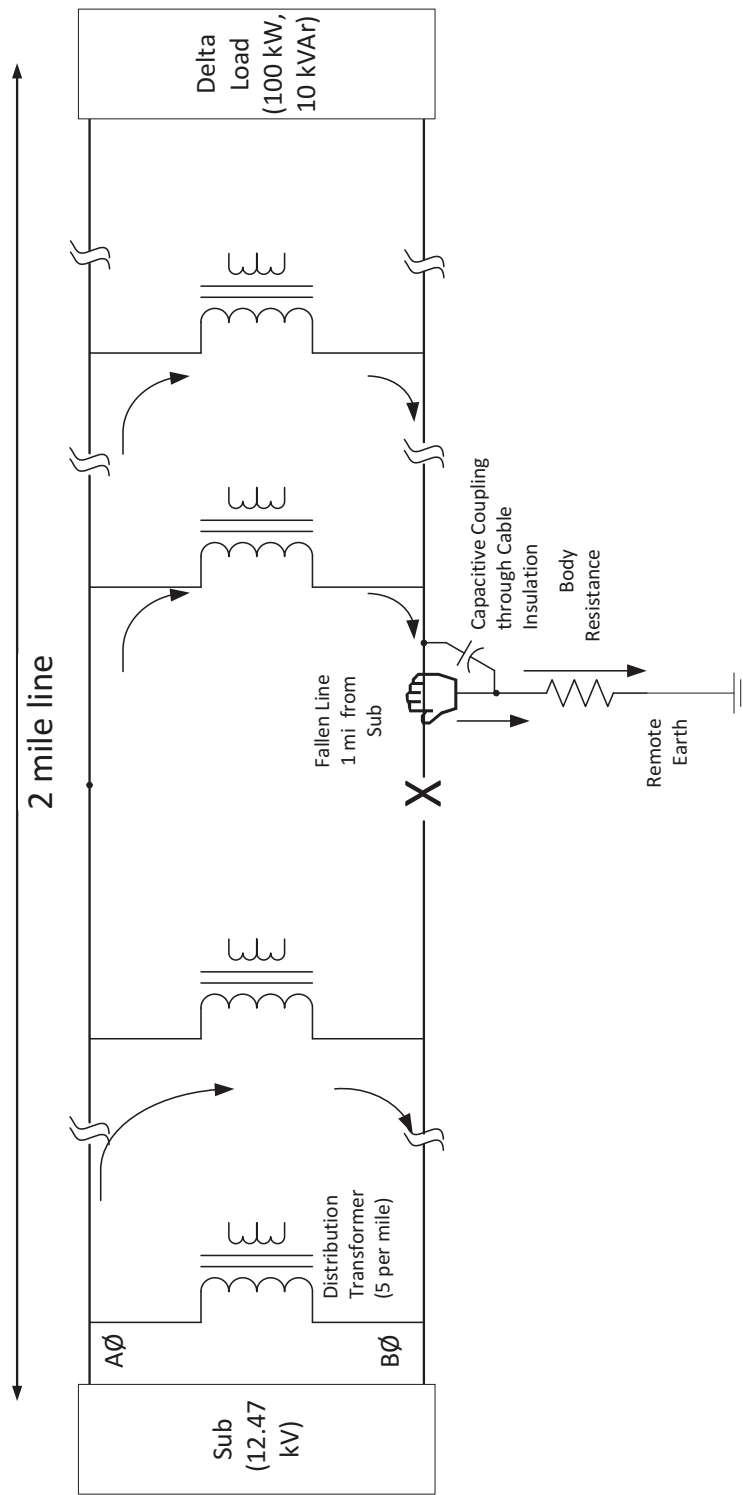 2 mile line
Sub
(12.47
kV)
AØ
BØ
Distribution
Transformer
(5 per mile)
Fallen Line
1 mi from
Sub
X
Capacitive Coupling
through Cable
Insulation
Body
Resistance
Remote
Earth
Delta
Load
(100 kW,
10 kVAr)